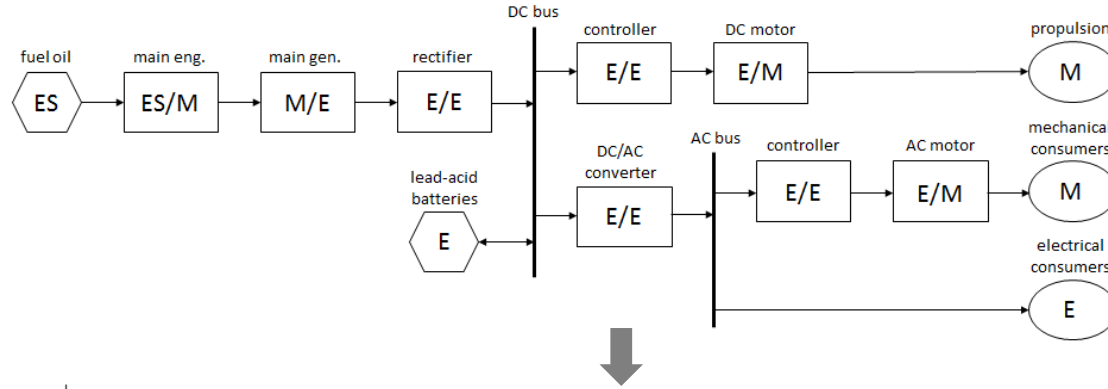 DC bus
controller
DC motor
propulsion
fuel oil
main eng.
main gen.
rectifier
ES
ES/M
M/E
E/E
E/E
E/M
M
AC bus
mechanical
consumers
DC/AC
converter
controller
AC motor
lead-acid
batteries
E/E
E/E
E/M
M
E
electrical
consumers
E